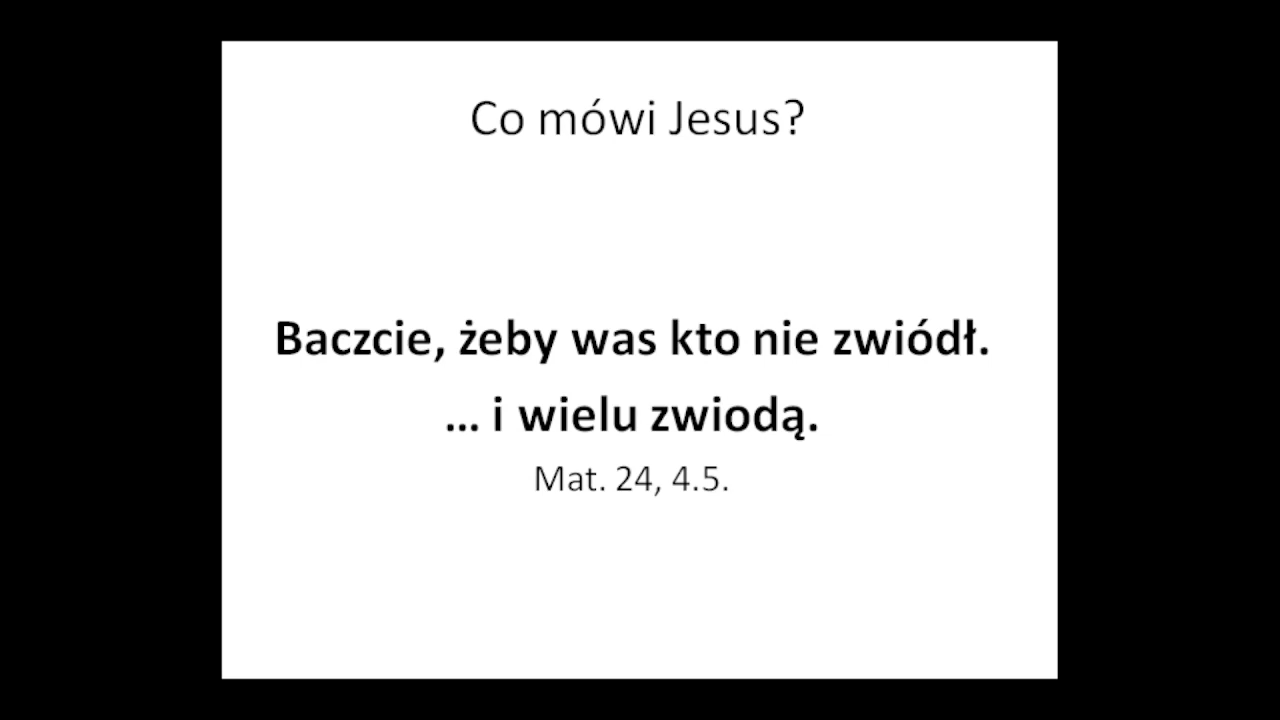 Co mówi Jesus?
Baczcie, żeby was kto nie zwiódł.
... i wielu zwiodą.
Mat. 24, 4.5.